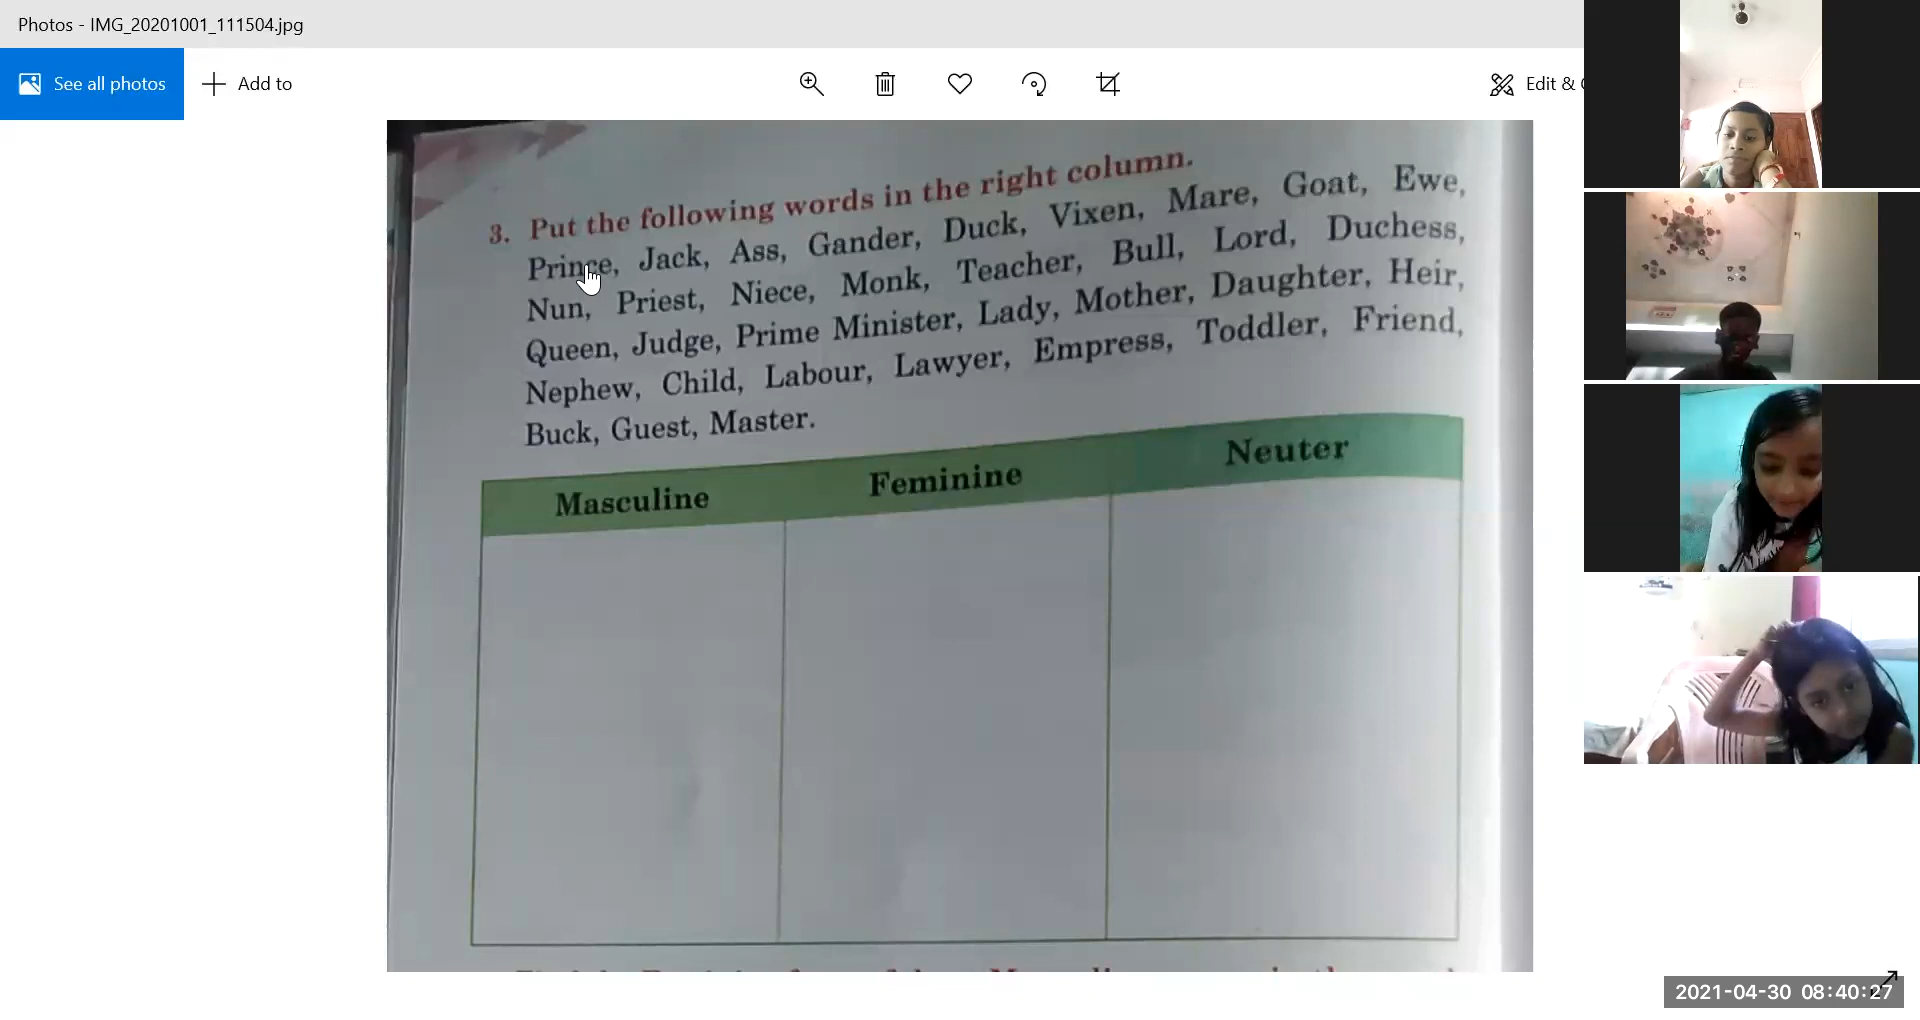 Photos - IMG_20201001_111504.jpg
See all photos
Add to
Edit &
3. Put the following words in the right column.
Prince, Jack, Ass, Gander, Duck, Vixen, Mare, Goat, Ewe,
Nun, Priest, Niece, Monk, Teacher, Bull, Lord, Duchess,
Queen, Judge, Prime Minister, Lady, Mother, Daughter, Heir,
Nephew, Child, Labour, Lawyer, Empress, Toddler, Friend,
Buck, Guest, Master.
Masculine Feminine Neuter
2021-04-30 08:40:27